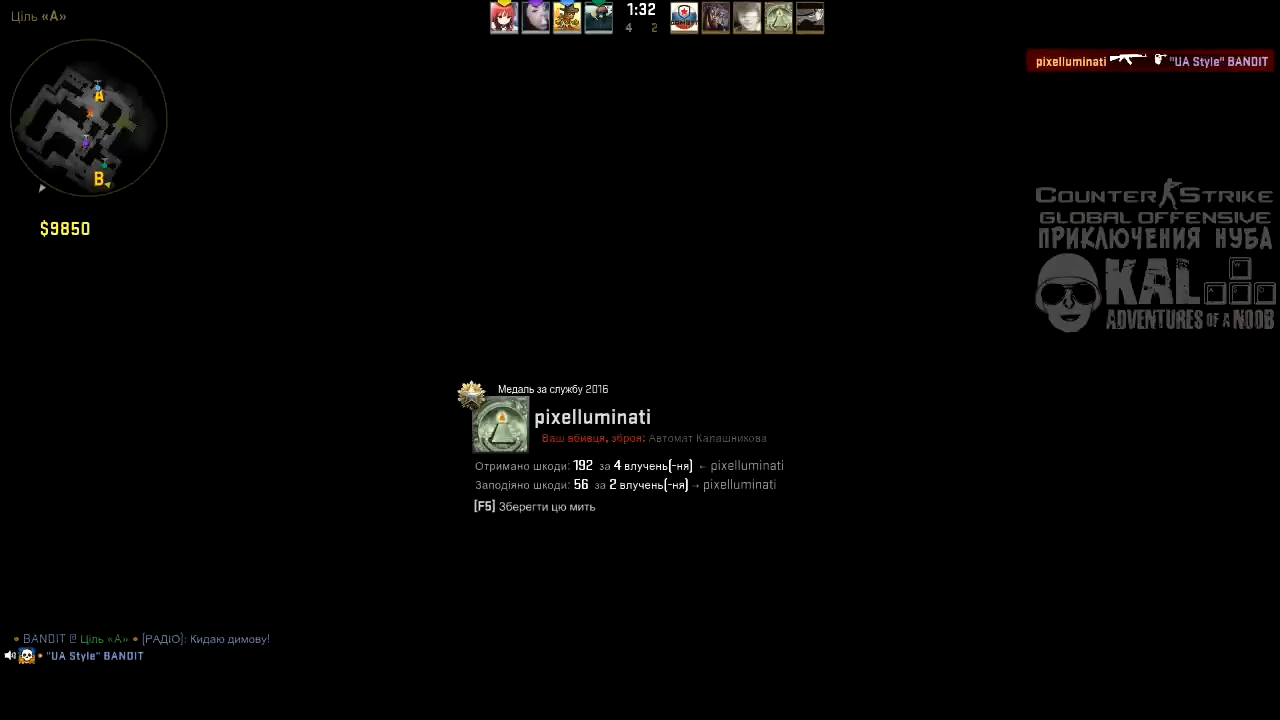 Ціль «А»
1:32
4 2
A
B
pixelluminati "UA Style" BANDIT
$9850
COUNTER STRIKE
GLOBAL OFFENSIVE
ПРИКЛЮЧЕНИЯ НУБА
KAL
W
A S D
ADVENTURES OF A NOOB
Медаль за службу 2016
pixelluminati
Ваш вбивця, зброя: Автомат Калашникова
Отримано шкоди: 192 за 4 влучень(-ня) ← pixelluminati
Заподіяно шкоди: 56 за 2 влучень(-ня) → pixelluminati
[F5] Зберегти цю мить
• BANDIT @ Ціль «А» • [РАДІО]: Кидаю димову!
• "UA Style" BANDIT